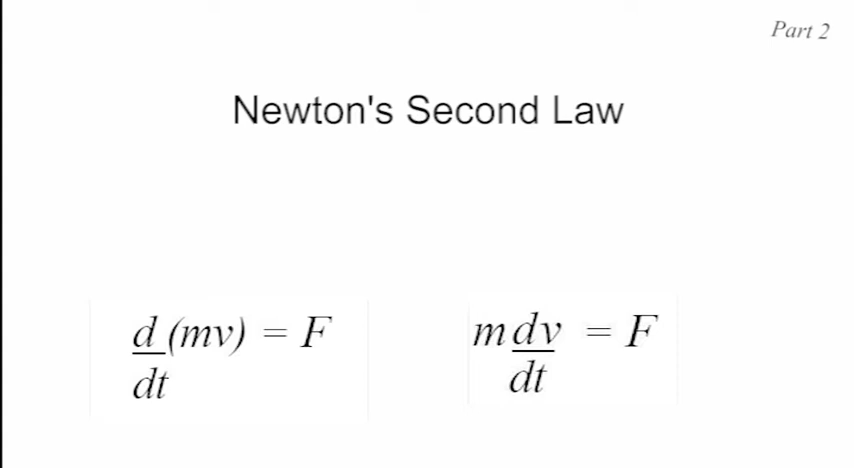 Part 2
Newton's Second Law
d (mv) = F
dt
m dv = F
dt